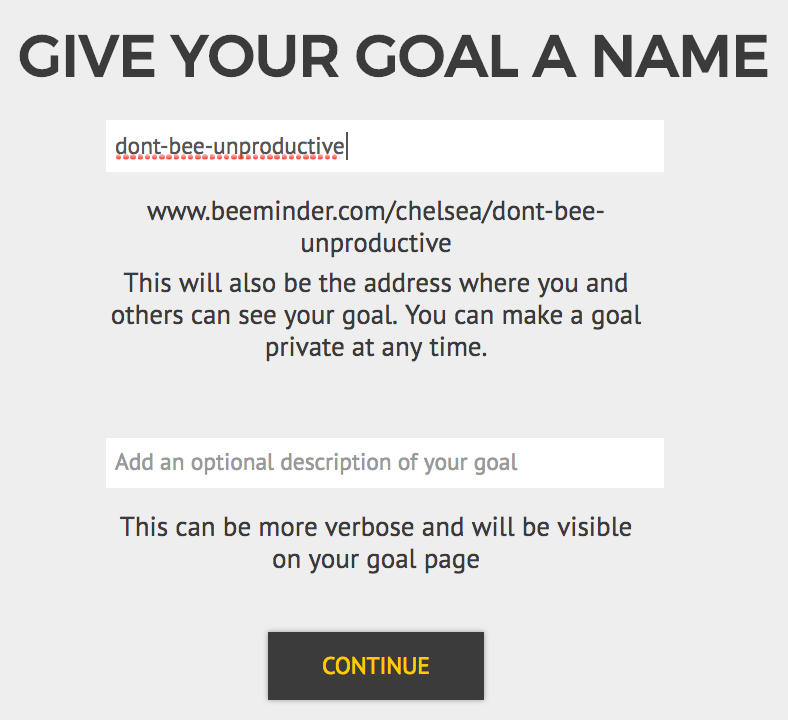 GIVE YOUR GOAL A NAME
dont-bee-unproductive
www.beeminder.com/chelsea/dont-bee-
unproductive
This will also be the address where you and
others can see your goal. You can make a goal
private at any time.
Add an optional description of your goal
This can be more verbose and will be visible
on your goal page
CONTINUE